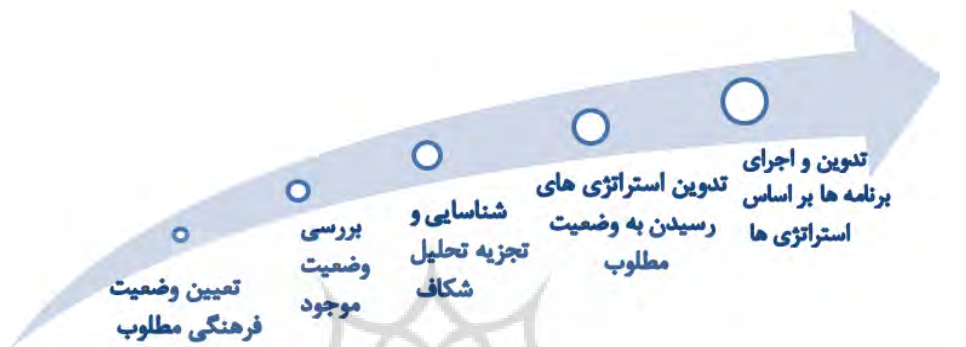 تعیین وضعیت
فرهنگی مطلوب
بررسی
وضعیت
موجود
شناسایی و
تجزیه تحلیل
شکاف
تدوین استراتژی های
رسیدن به وضعیت
مطلوب
تدوین و اجرای
برنامه ها بر اساس
استراتژی ها